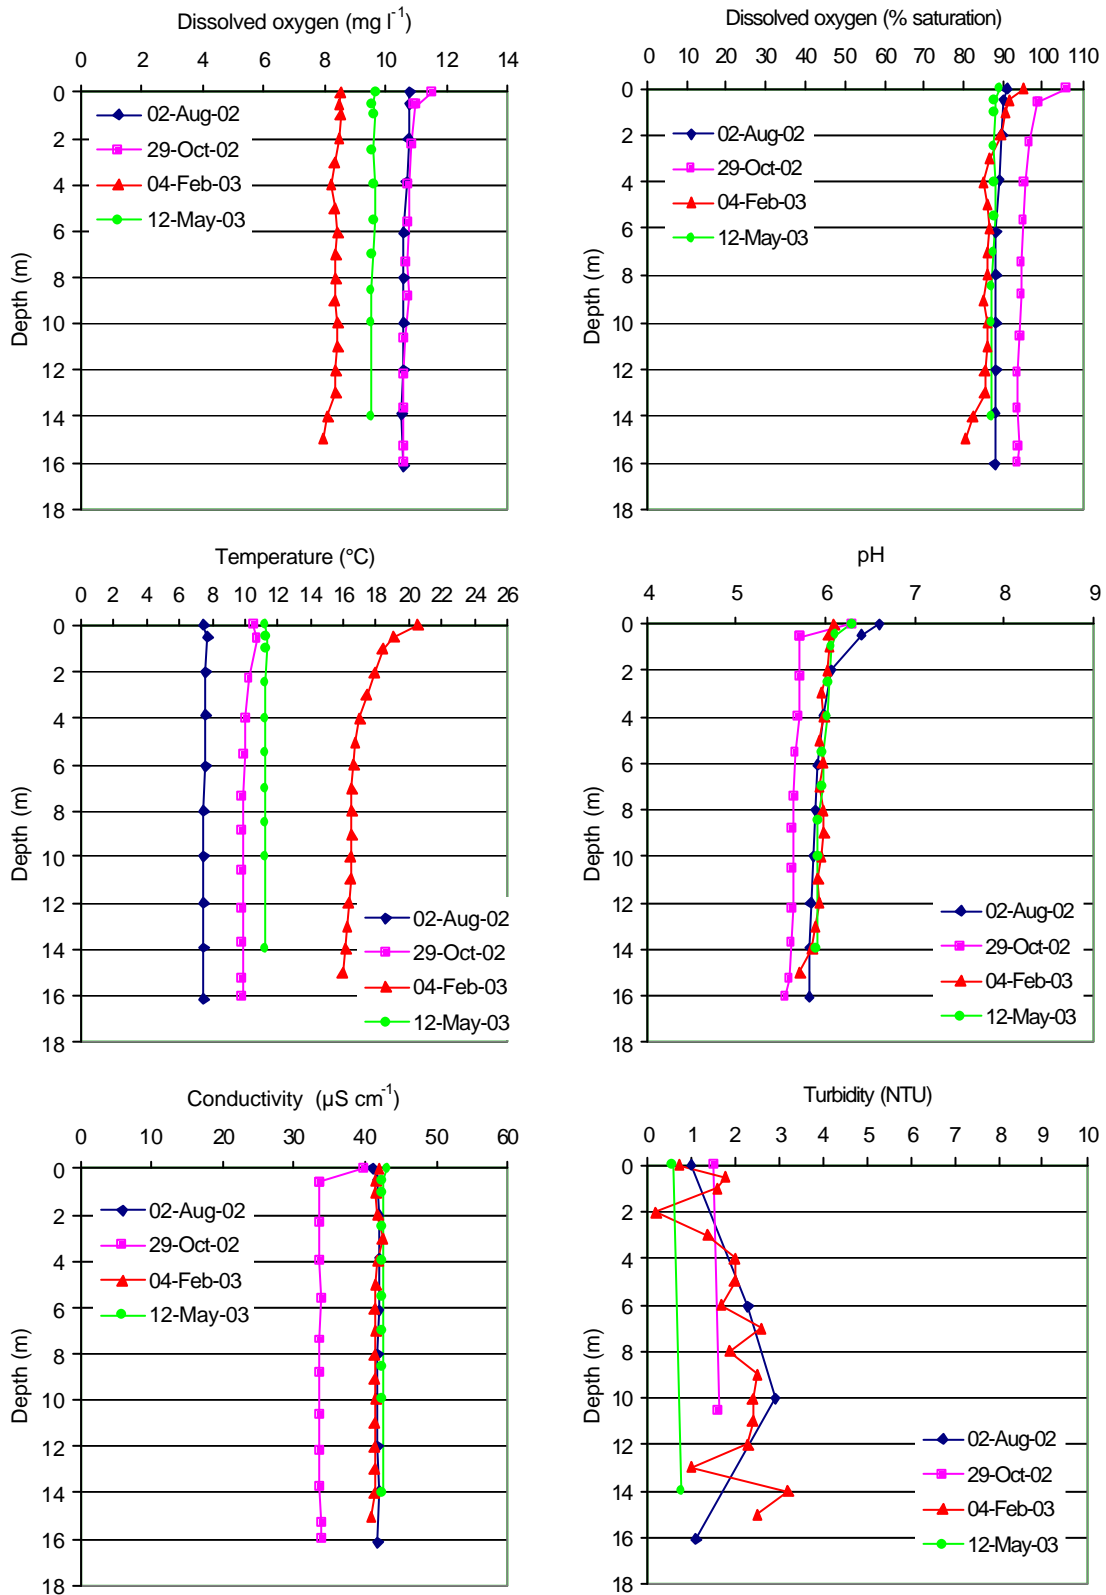 Dissolved oxygen (mg l⁻¹)
0 2 4 6 8 10 12 14
0
2
4
6
8
10
12
14
16
18
Depth (m)
02-Aug-02
29-Oct-02
04-Feb-03
12-May-03
Dissolved oxygen (% saturation)
0 10 20 30 40 50 60 70 80 90 100 110
0
2
4
6
8
10
12
14
16
18
Depth (m)
02-Aug-02
29-Oct-02
04-Feb-03
12-May-03
Temperature (°C)
0 2 4 6 8 10 12 14 16 18 20 22 24 26
0
2
4
6
8
10
12
14
16
18
Depth (m)
02-Aug-02
29-Oct-02
04-Feb-03
12-May-03
pH
4 5 6 7 8 9
0
2
4
6
8
10
12
14
16
18
Depth (m)
02-Aug-02
29-Oct-02
04-Feb-03
12-May-03
Conductivity (µS cm⁻¹)
0 10 20 30 40 50 60
0
2
4
6
8
10
12
14
16
18
Depth (m)
02-Aug-02
29-Oct-02
04-Feb-03
12-May-03
Turbidity (NTU)
0 1 2 3 4 5 6 7 8 9 10
0
2
4
6
8
10
12
14
16
18
Depth (m)
02-Aug-02
29-Oct-02
04-Feb-03
12-May-03